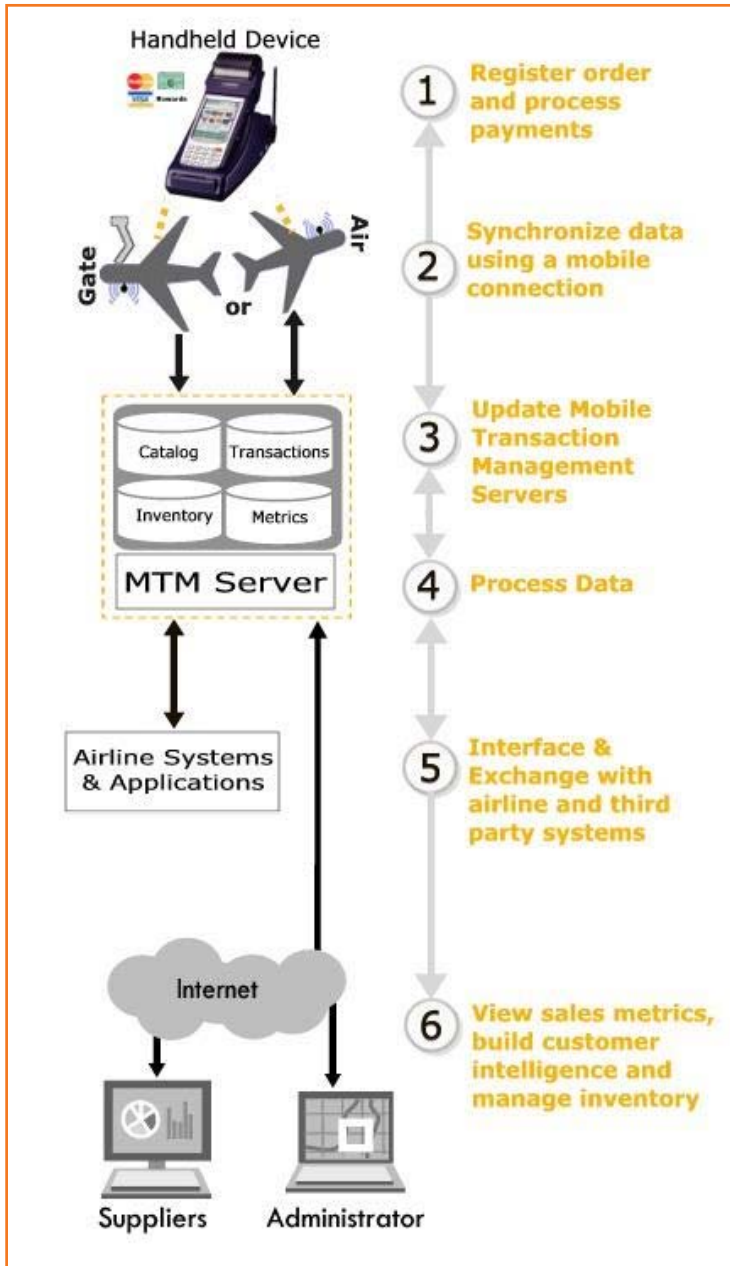 Handheld Device
MasterCard
VISA
Rewards
Gate
or
Air
Catalog
Transactions
Inventory
Metrics
MTM Server
Airline Systems
& Applications
Internet
Suppliers
Administrator
1
Register order
and process
payments
2
Synchronize data
using a mobile
connection
3
Update Mobile
Transaction
Management
Servers
4
Process Data
5
Interface &
Exchange with
airline and third
party systems
6
View sales metrics,
build customer
intelligence and
manage inventory